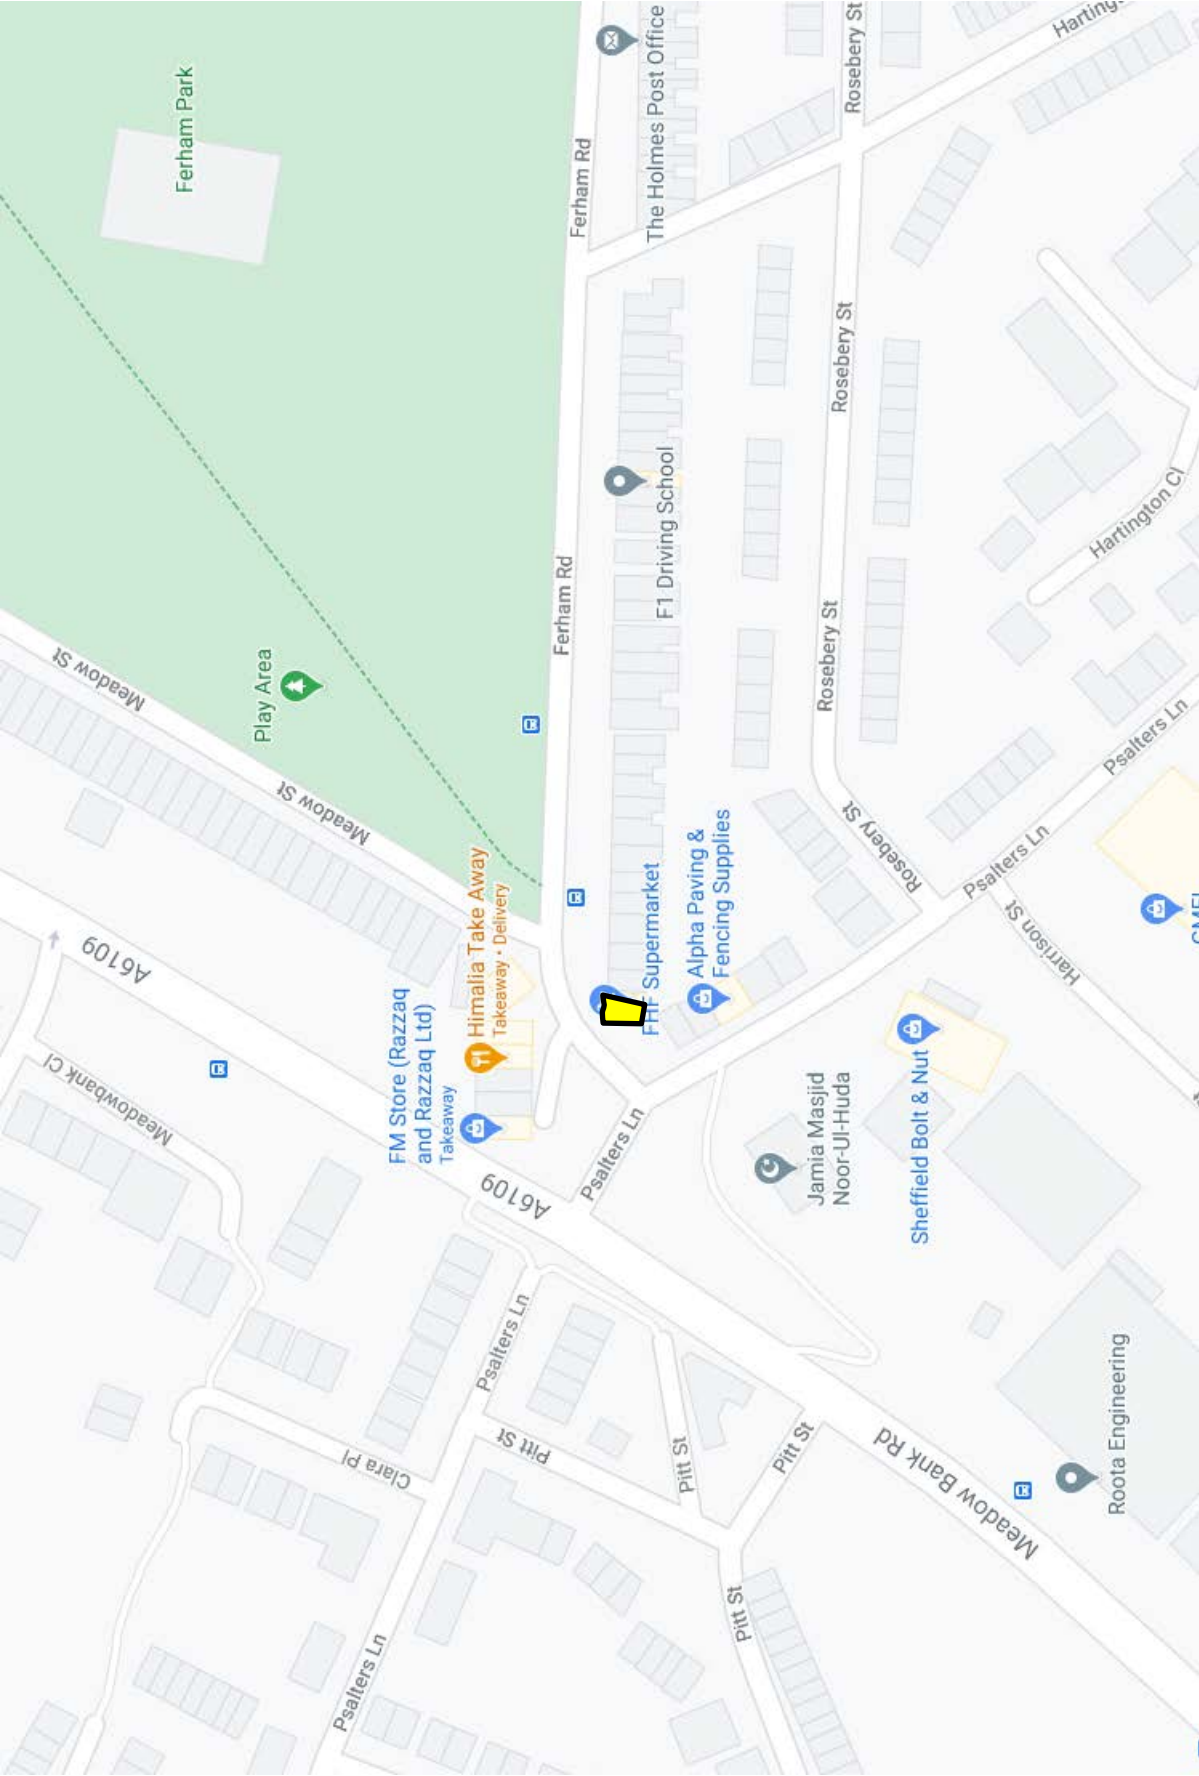 Ferham Park
The Holmes Post Office
Rosebery St
Ferham Rd
Rosebery St
F1 Driving School
Hartington Cl
Meadow St
Play Area
Ferham Rd
Rosebery St
Meadow St
Rosebery St
Psalters Ln
Psalters Ln
Himalia Take Away
Takeaway • Delivery
Supermarket
Alpha Paving &
Fencing Supplies
Harrison St
A6109
FM Store (Razzaq
and Razzaq Ltd)
Takeaway
Meadowbank Cl
A6109
Psalters Ln
Jamia Masjid
Noor-Ul-Huda
Sheffield Bolt & Nut
Psalters Ln
Clara Pl
Pitt St
Pitt St
Pitt St
Meadow Bank Rd
Roota Engineering
Psalters Ln
Pitt St